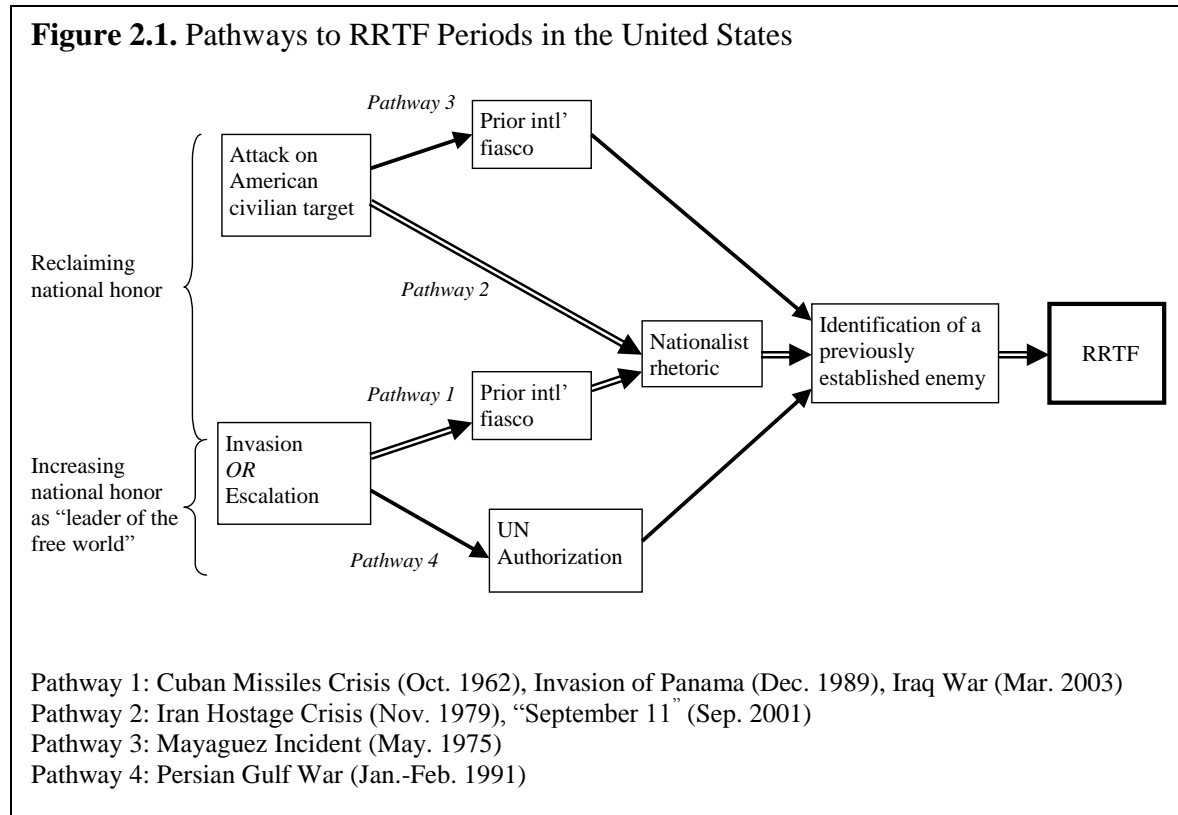 Figure 2.1. Pathways to RRTF Periods in the United States
Pathway 3
Prior intl’
fiasco
Attack on
American
civilian target
Reclaiming
national honor
Pathway 2
Nationalist
rhetoric
Identification of a
previously
established enemy
RRTF
Pathway 1
Prior intl’
fiasco
Invasion
OR
Escalation
Increasing
national honor
as “leader of the
free world”
Pathway 4
UN
Authorization
Pathway 1: Cuban Missiles Crisis (Oct. 1962), Invasion of Panama (Dec. 1989), Iraq War (Mar. 2003)
Pathway 2: Iran Hostage Crisis (Nov. 1979), “September 11” (Sep. 2001)
Pathway 3: Mayaguez Incident (May. 1975)
Pathway 4: Persian Gulf War (Jan.-Feb. 1991)